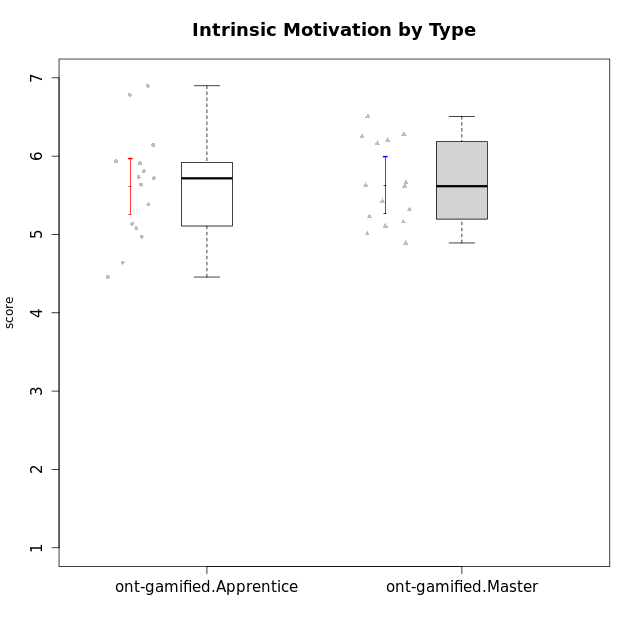 Intrinsic Motivation by Type
7
6
5
4
3
2
1
score
ont-gamified.Apprentice
ont-gamified.Master